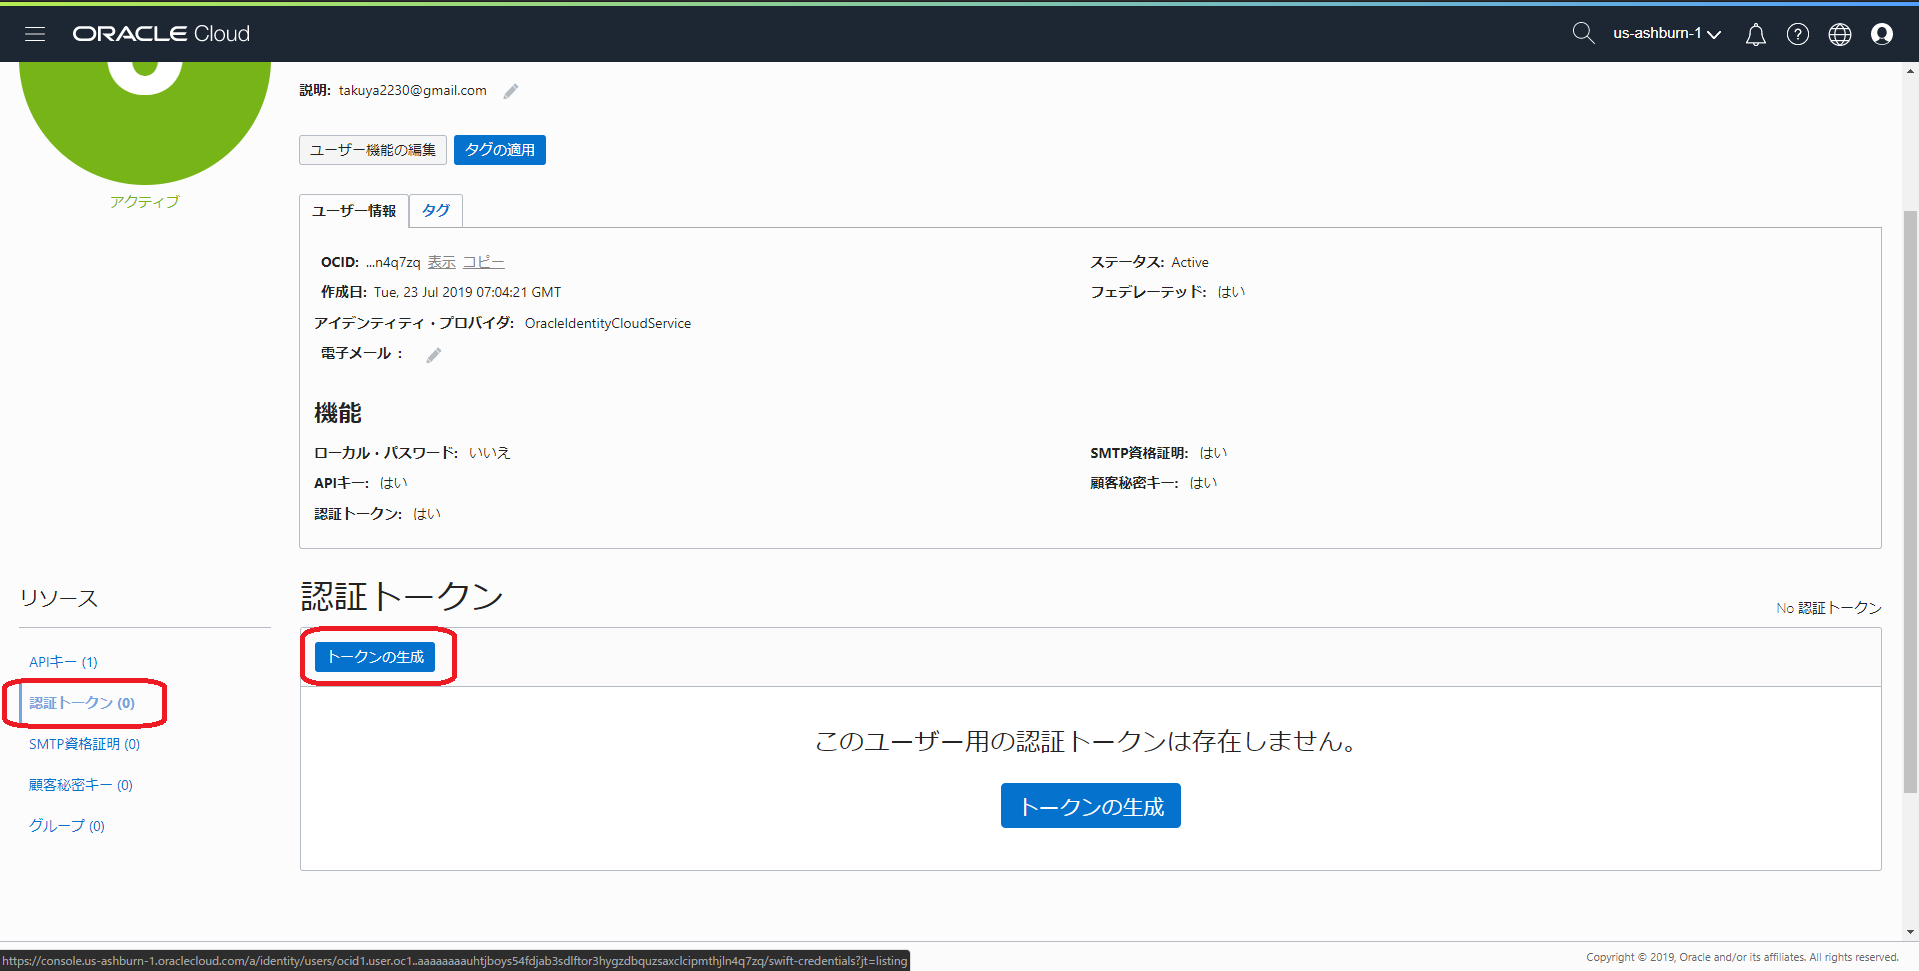 ORACLE Cloud
us-ashburn-1
説明: takuya2230@gmail.com
ユーザー機能の編集 タグの適用
アクティブ
ユーザー情報 タグ
OCID: ...n4q7zq 表示 コピー
ステータス: Active
作成日: Tue, 23 Jul 2019 07:04:21 GMT
フェデレーテッド: はい
アイデンティティ・プロバイダ: OracleIdentityCloudService
電子メール :
機能
ローカル・パスワード: いいえ
SMTP資格証明: はい
APIキー: はい
顧客秘密キー: はい
認証トークン: はい
リソース
APIキー (1)
認証トークン (0)
SMTP資格証明 (0)
顧客秘密キー (0)
グループ (0)
認証トークン
No 認証トークン
トークンの生成
このユーザー用の認証トークンは存在しません。
トークンの生成
https://console.us-ashburn-1.oraclecloud.com/a/identity/users/ocid1.user.oc1..aaaaaaaauhtjboys54fdjab3sdlftor3hygzdbquzsaxclcipmthjln4q7zq/swift-credentials?jt=listing
Copyright © 2019, Oracle and/or its affiliates. All rights reserved.